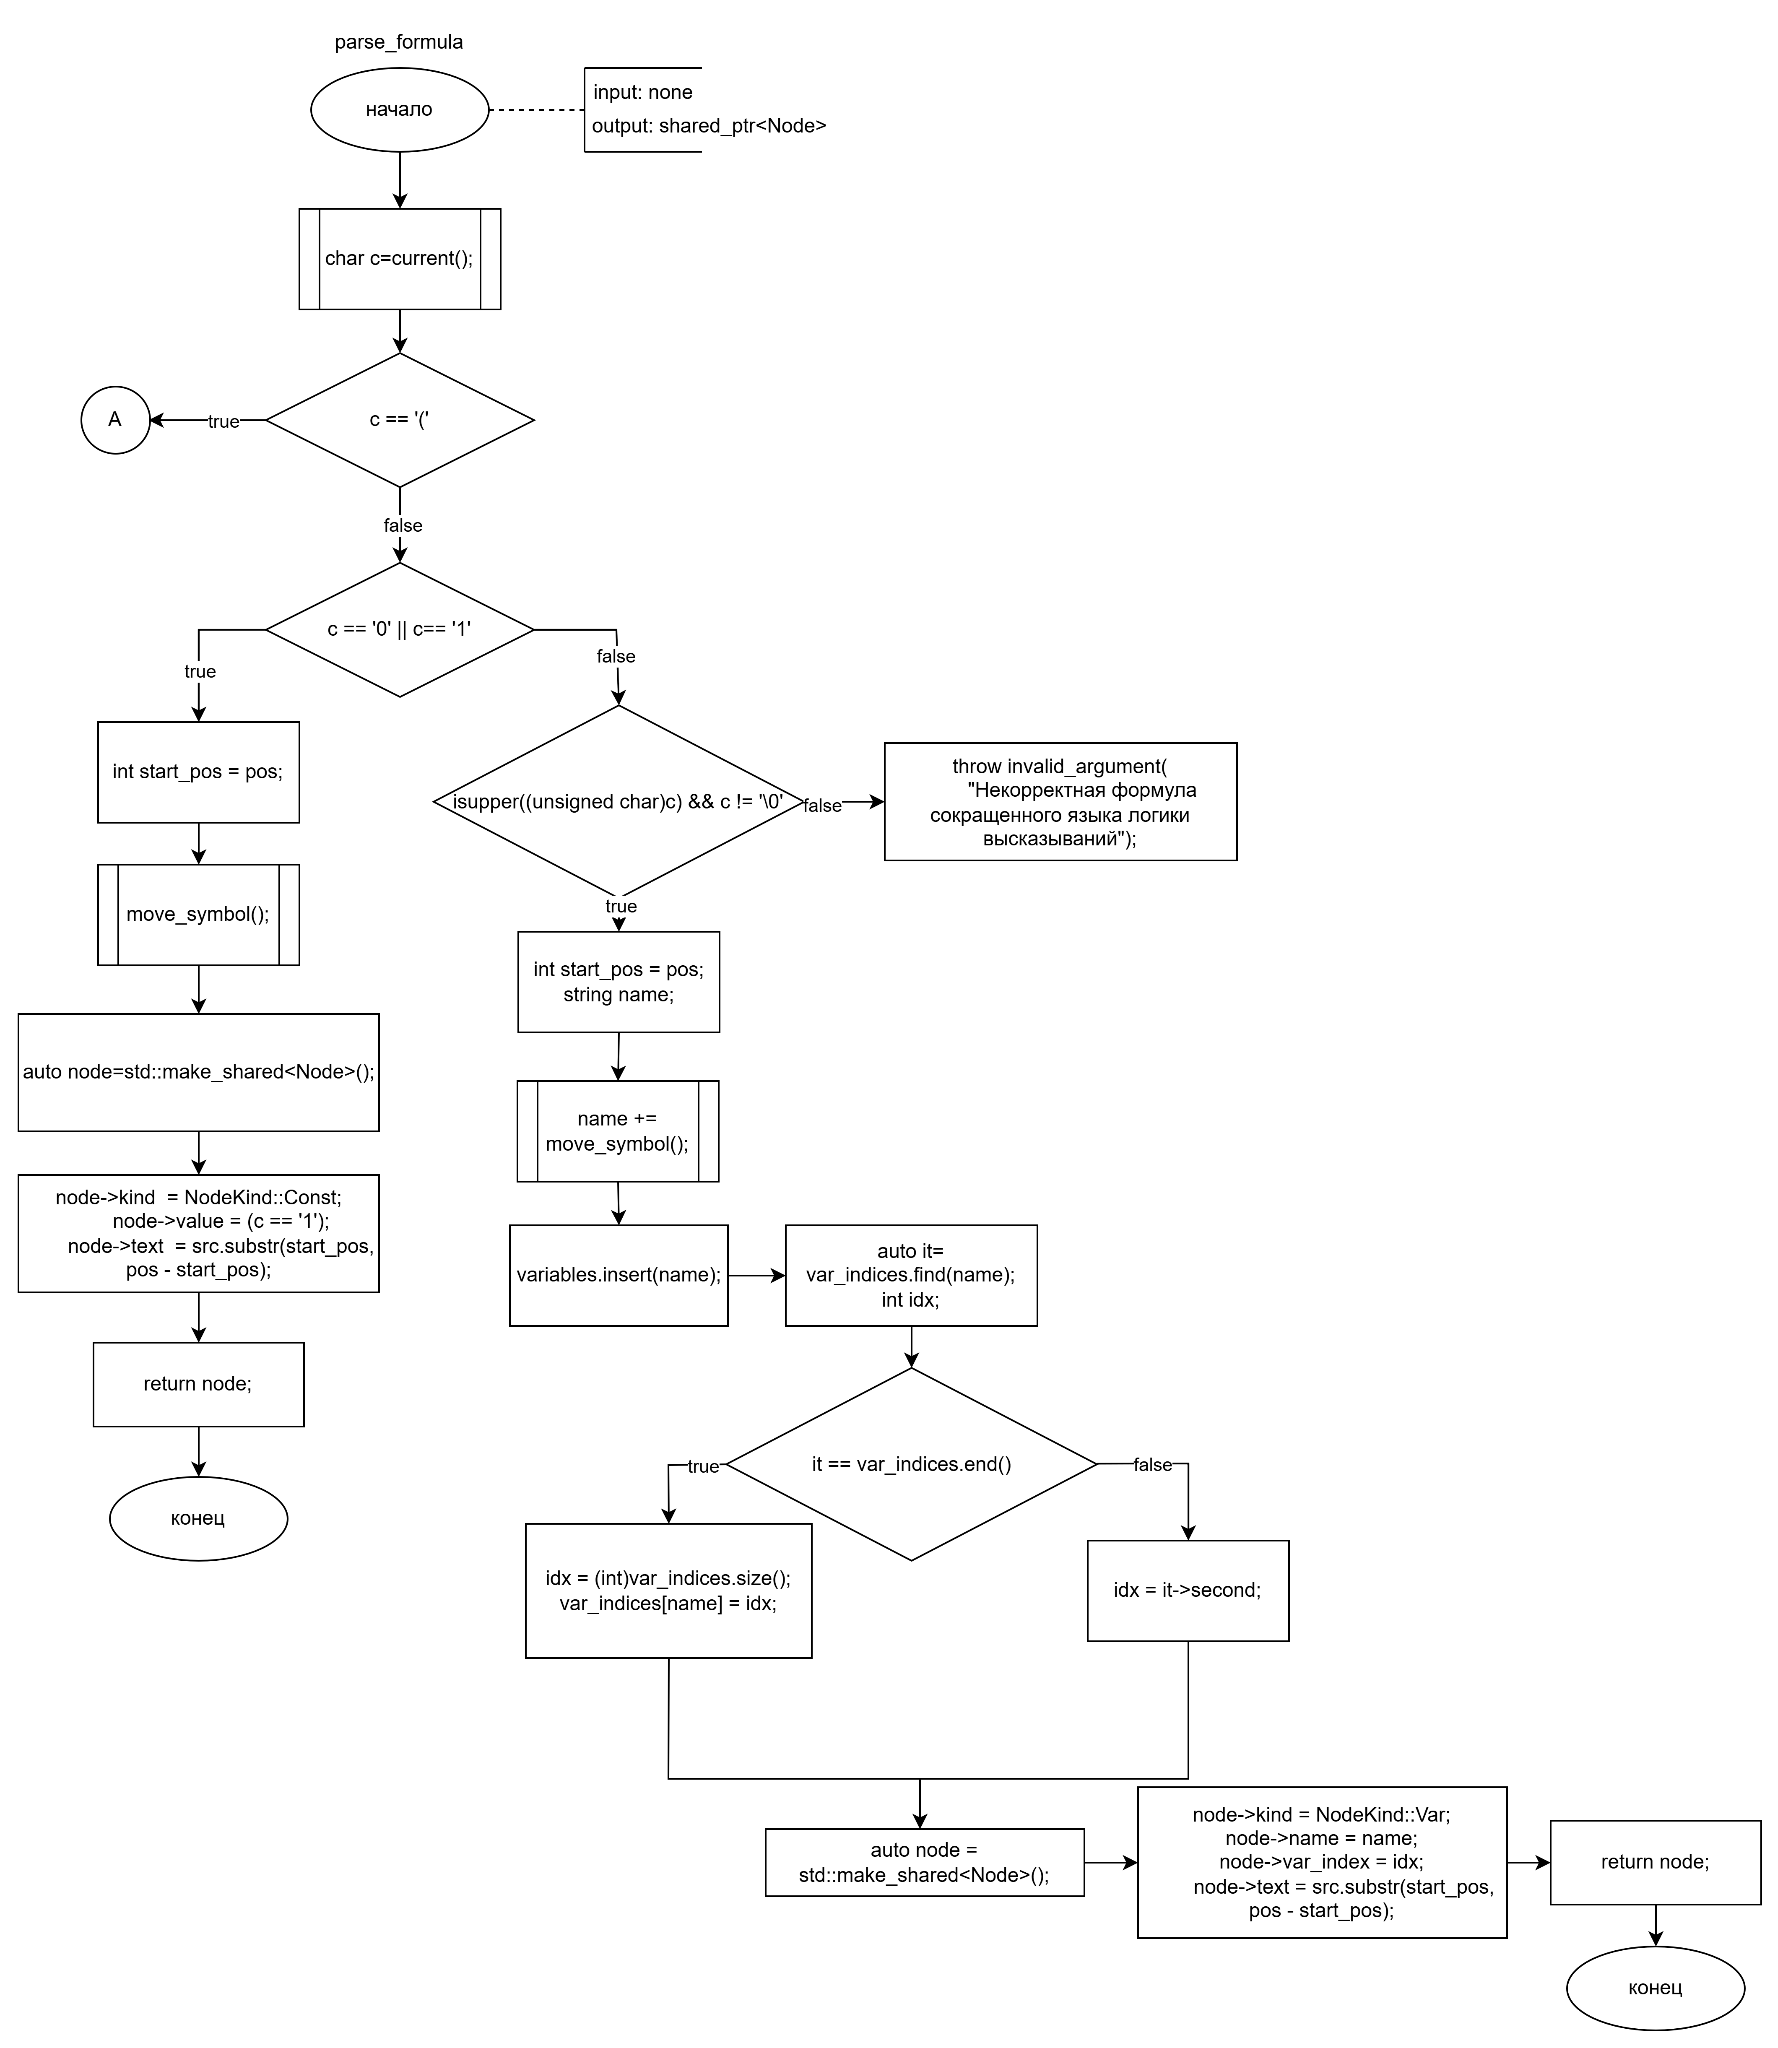 parse_formula
начало
input: none
output: shared_ptr<Node>
char c=current();
c == '('
true
A
false
c == '0' || c== '1'
true
false
int start_pos = pos;
isupper((unsigned char)c) && c != '\0'
false
throw invalid_argument(
"Некорректная формула
сокращенного языка логики
высказываний");
move_symbol();
true
int start_pos = pos;
string name;
auto node=std::make_shared<Node>();
name +=
move_symbol();
node->kind  = NodeKind::Const;
node->value = (c == '1');
node->text  = src.substr(start_pos,
pos - start_pos);
variables.insert(name);
auto it=
var_indices.find(name);
int idx;
return node;
it == var_indices.end()
true
false
конец
idx = (int)var_indices.size();
var_indices[name] = idx;
idx = it->second;
auto node =
std::make_shared<Node>();
node->kind = NodeKind::Var;
node->name = name;
node->var_index = idx;
node->text = src.substr(start_pos,
pos - start_pos);
return node;
конец